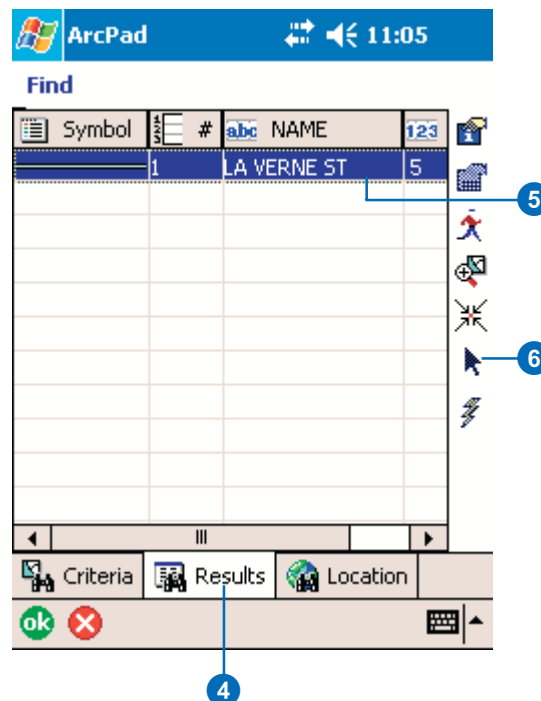 ArcPad 11:05
Find
Symbol # abc NAME 123
1 LA VERNE ST 5
5
6
Criteria Results Location
ok
4